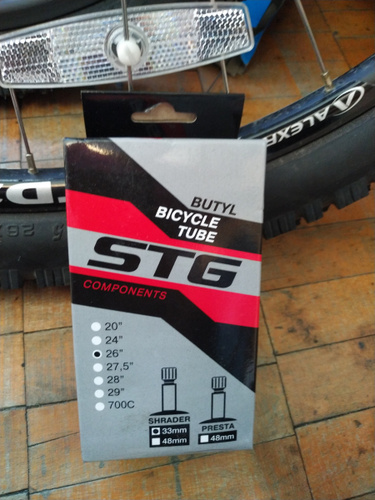 ALEXR
26X
BUTYL
BICYCLE
TUBE
STG
COMPONENTS
20"
24"
26"
27,5"
28"
29"
700C
SHRADER
33mm
48mm
PRESTA
48mm